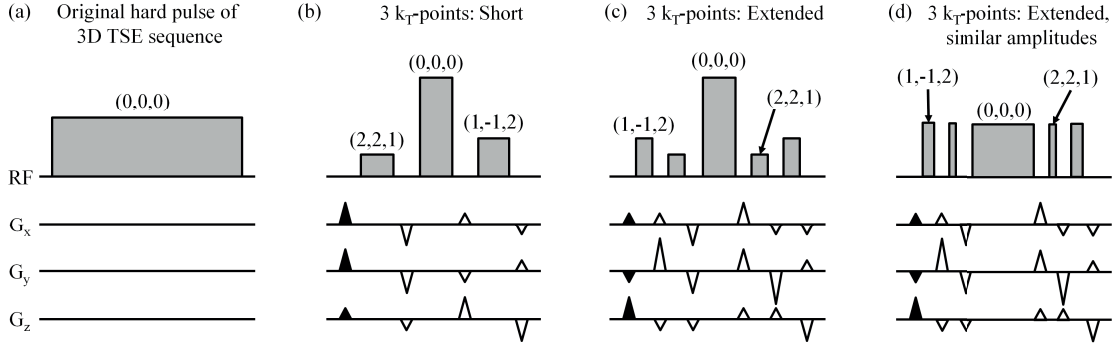 (a) Original hard pulse of
3D TSE sequence
(0,0,0)
RF
Gx
Gy
Gz
(b) 3 kT-points: Short
(0,0,0)
(2,2,1)
(1,-1,2)
(c) 3 kT-points: Extended
(0,0,0)
(1,-1,2)
(2,2,1)
(d) 3 kT-points: Extended,
similar amplitudes
(1,-1,2)
(2,2,1)
(0,0,0)